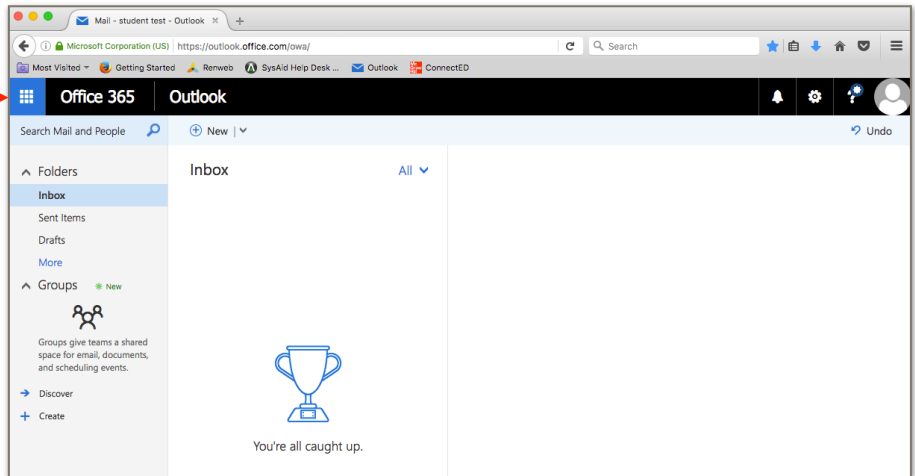 Mail - student test - Outlook
Microsoft Corporation (US) https://outlook.office.com/owa/ Search
Most Visited Getting Started Renweb SysAid Help Desk ... Outlook ConnectED
Office 365 Outlook
Search Mail and People New Undo
Folders
Inbox All
Inbox
Sent Items
Drafts
More
Groups New
Groups give teams a shared
space for email, documents,
and scheduling events.
Discover
Create
You're all caught up.